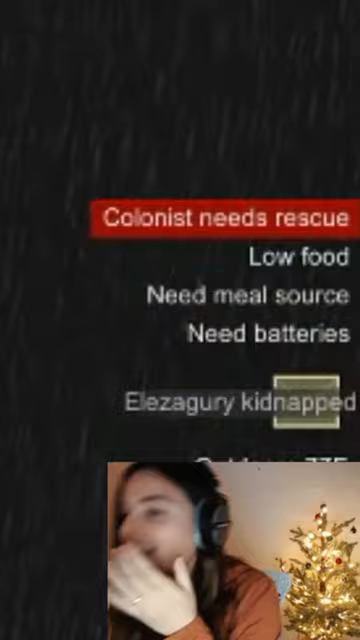 Colonist needs rescue
Low food
Need meal source
Need batteries
Elezagury kidnapped